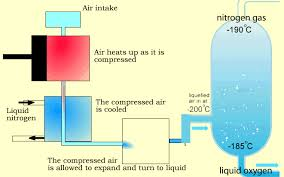 Air intake
nitrogen gas
-190°C
Air heats up as it is
compressed
Liquid
nitrogen
The compressed air
is cooled
liquefied
air in at
-200°C
-185°C
The compressed air
is allowed to expand and turn to liquid
liquid oxygen